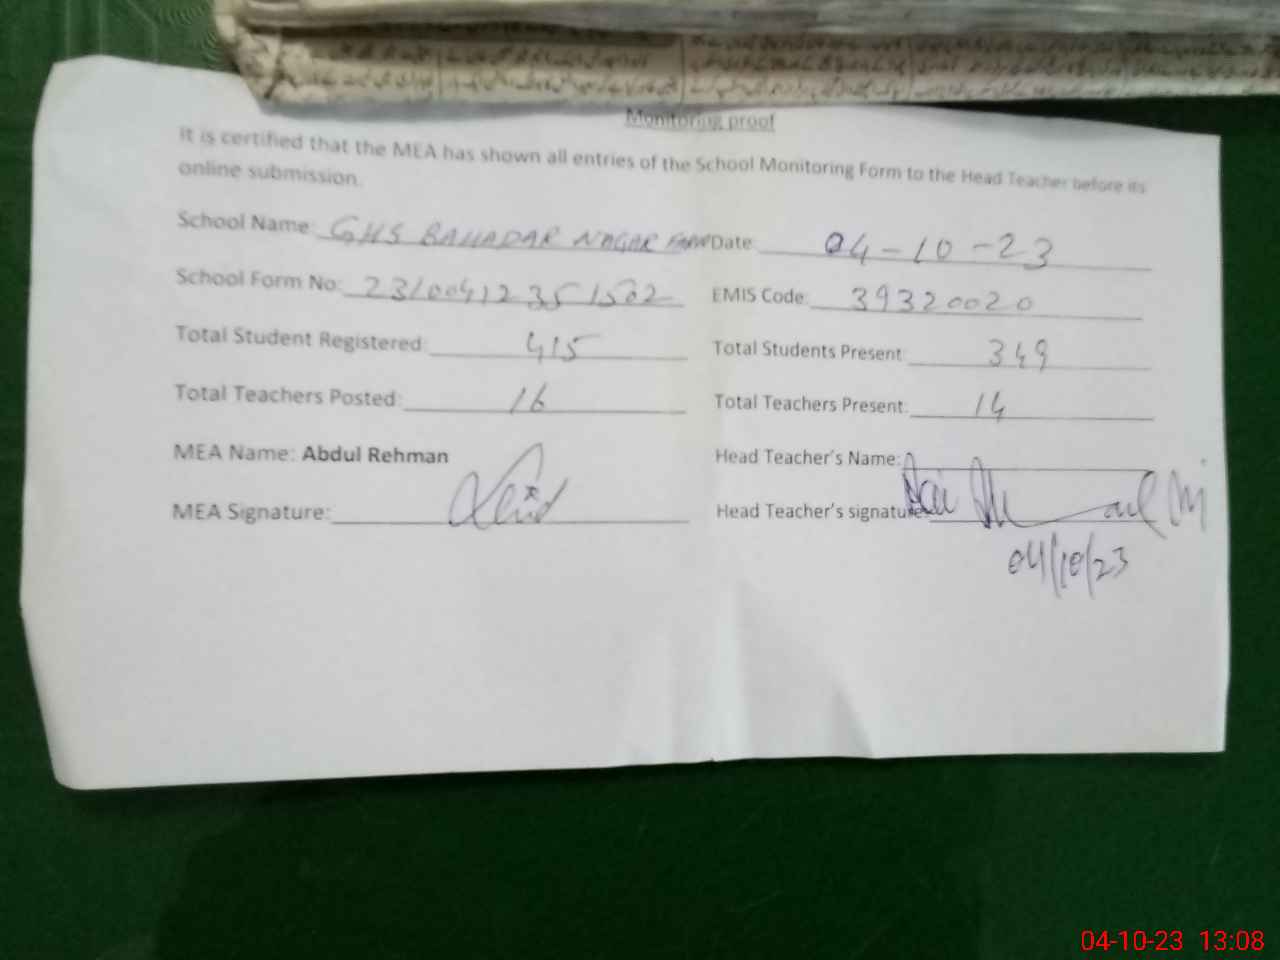 Monitoring proof
It is certified that the MEA has shown all entries of the School Monitoring Form to the Head Teacher before its
online submission.
School Name: GHS BAHADAR NAGAR FARM Date: 04-10-23
School Form No: 23100412351502 EMIS Code: 39320020
Total Student Registered: 415 Total Students Present: 349
Total Teachers Posted: 16 Total Teachers Present: 14
MEA Name: Abdul Rehman Head Teacher's Name:
MEA Signature: Head Teacher's signature:
04/10/23
04-10-23 13:08